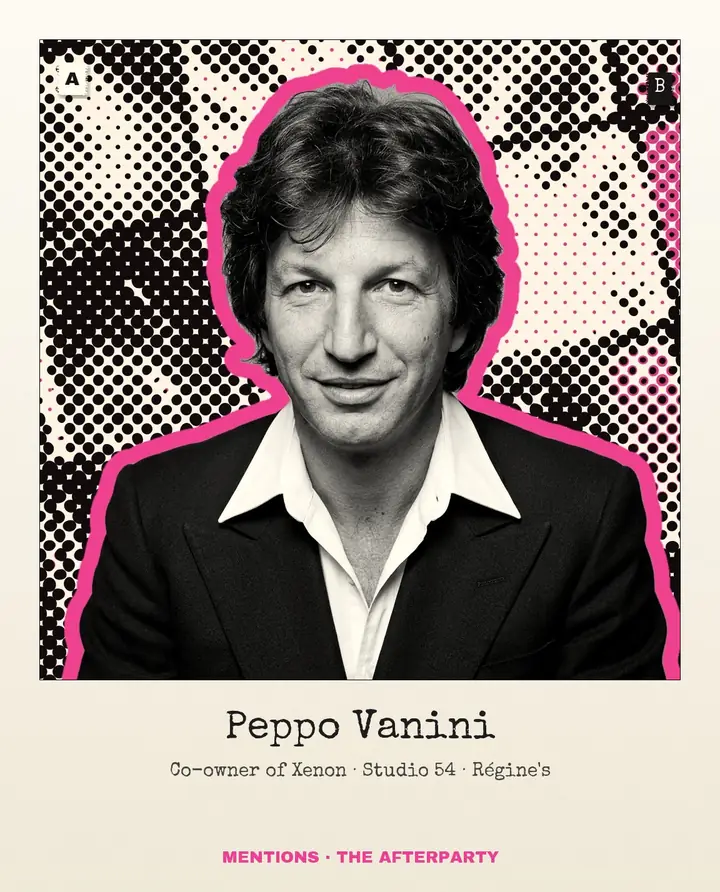 A
B
Peppo Vanini
Co-owner of Xenon · Studio 54 · Régine's
MENTIONS · THE AFTERPARTY